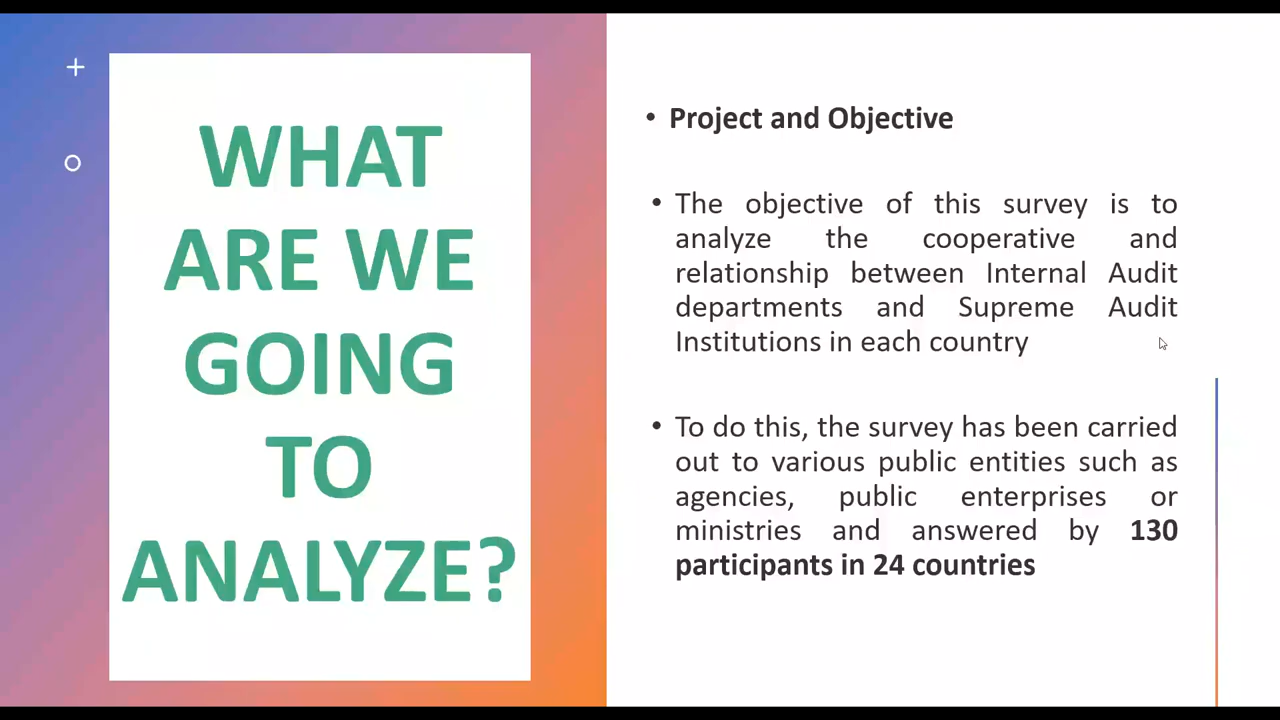 WHAT
ARE WE
GOING
TO
ANALYZE?
• Project and Objective
• The objective of this survey is to
analyze the cooperative and
relationship between Internal Audit
departments and Supreme Audit
Institutions in each country
• To do this, the survey has been carried
out to various public entities such as
agencies, public enterprises or
ministries and answered by 130
participants in 24 countries